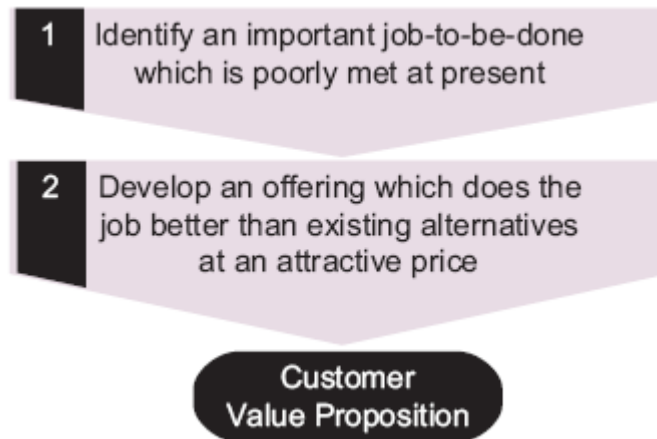 1 Identify an important job-to-be-done
which is poorly met at present
2 Develop an offering which does the
job better than existing alternatives
at an attractive price
Customer
Value Proposition